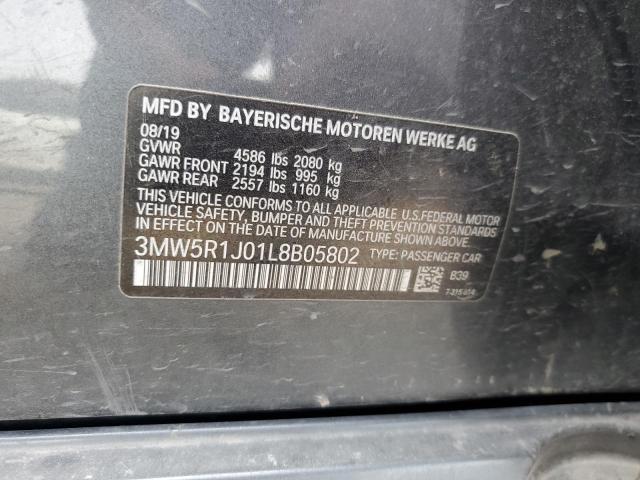 MFD BY BAYERISCHE MOTOREN WERKE AG
08/19
GVWR 4586 lbs 2080 kg
GAWR FRONT 2194 lbs 995 kg
GAWR REAR 2557 lbs 1160 kg
THIS VEHICLE CONFORMS TO ALL APPLICABLE U.S.FEDERAL MOTOR
VEHICLE SAFETY, BUMPER AND THEFT PREVENTION STANDARDS
IN EFFECT ON THE DATE OF MANUFACTURE SHOWN ABOVE.
3MW5R1J01L8B05802 TYPE: PASSENGER CAR
B39